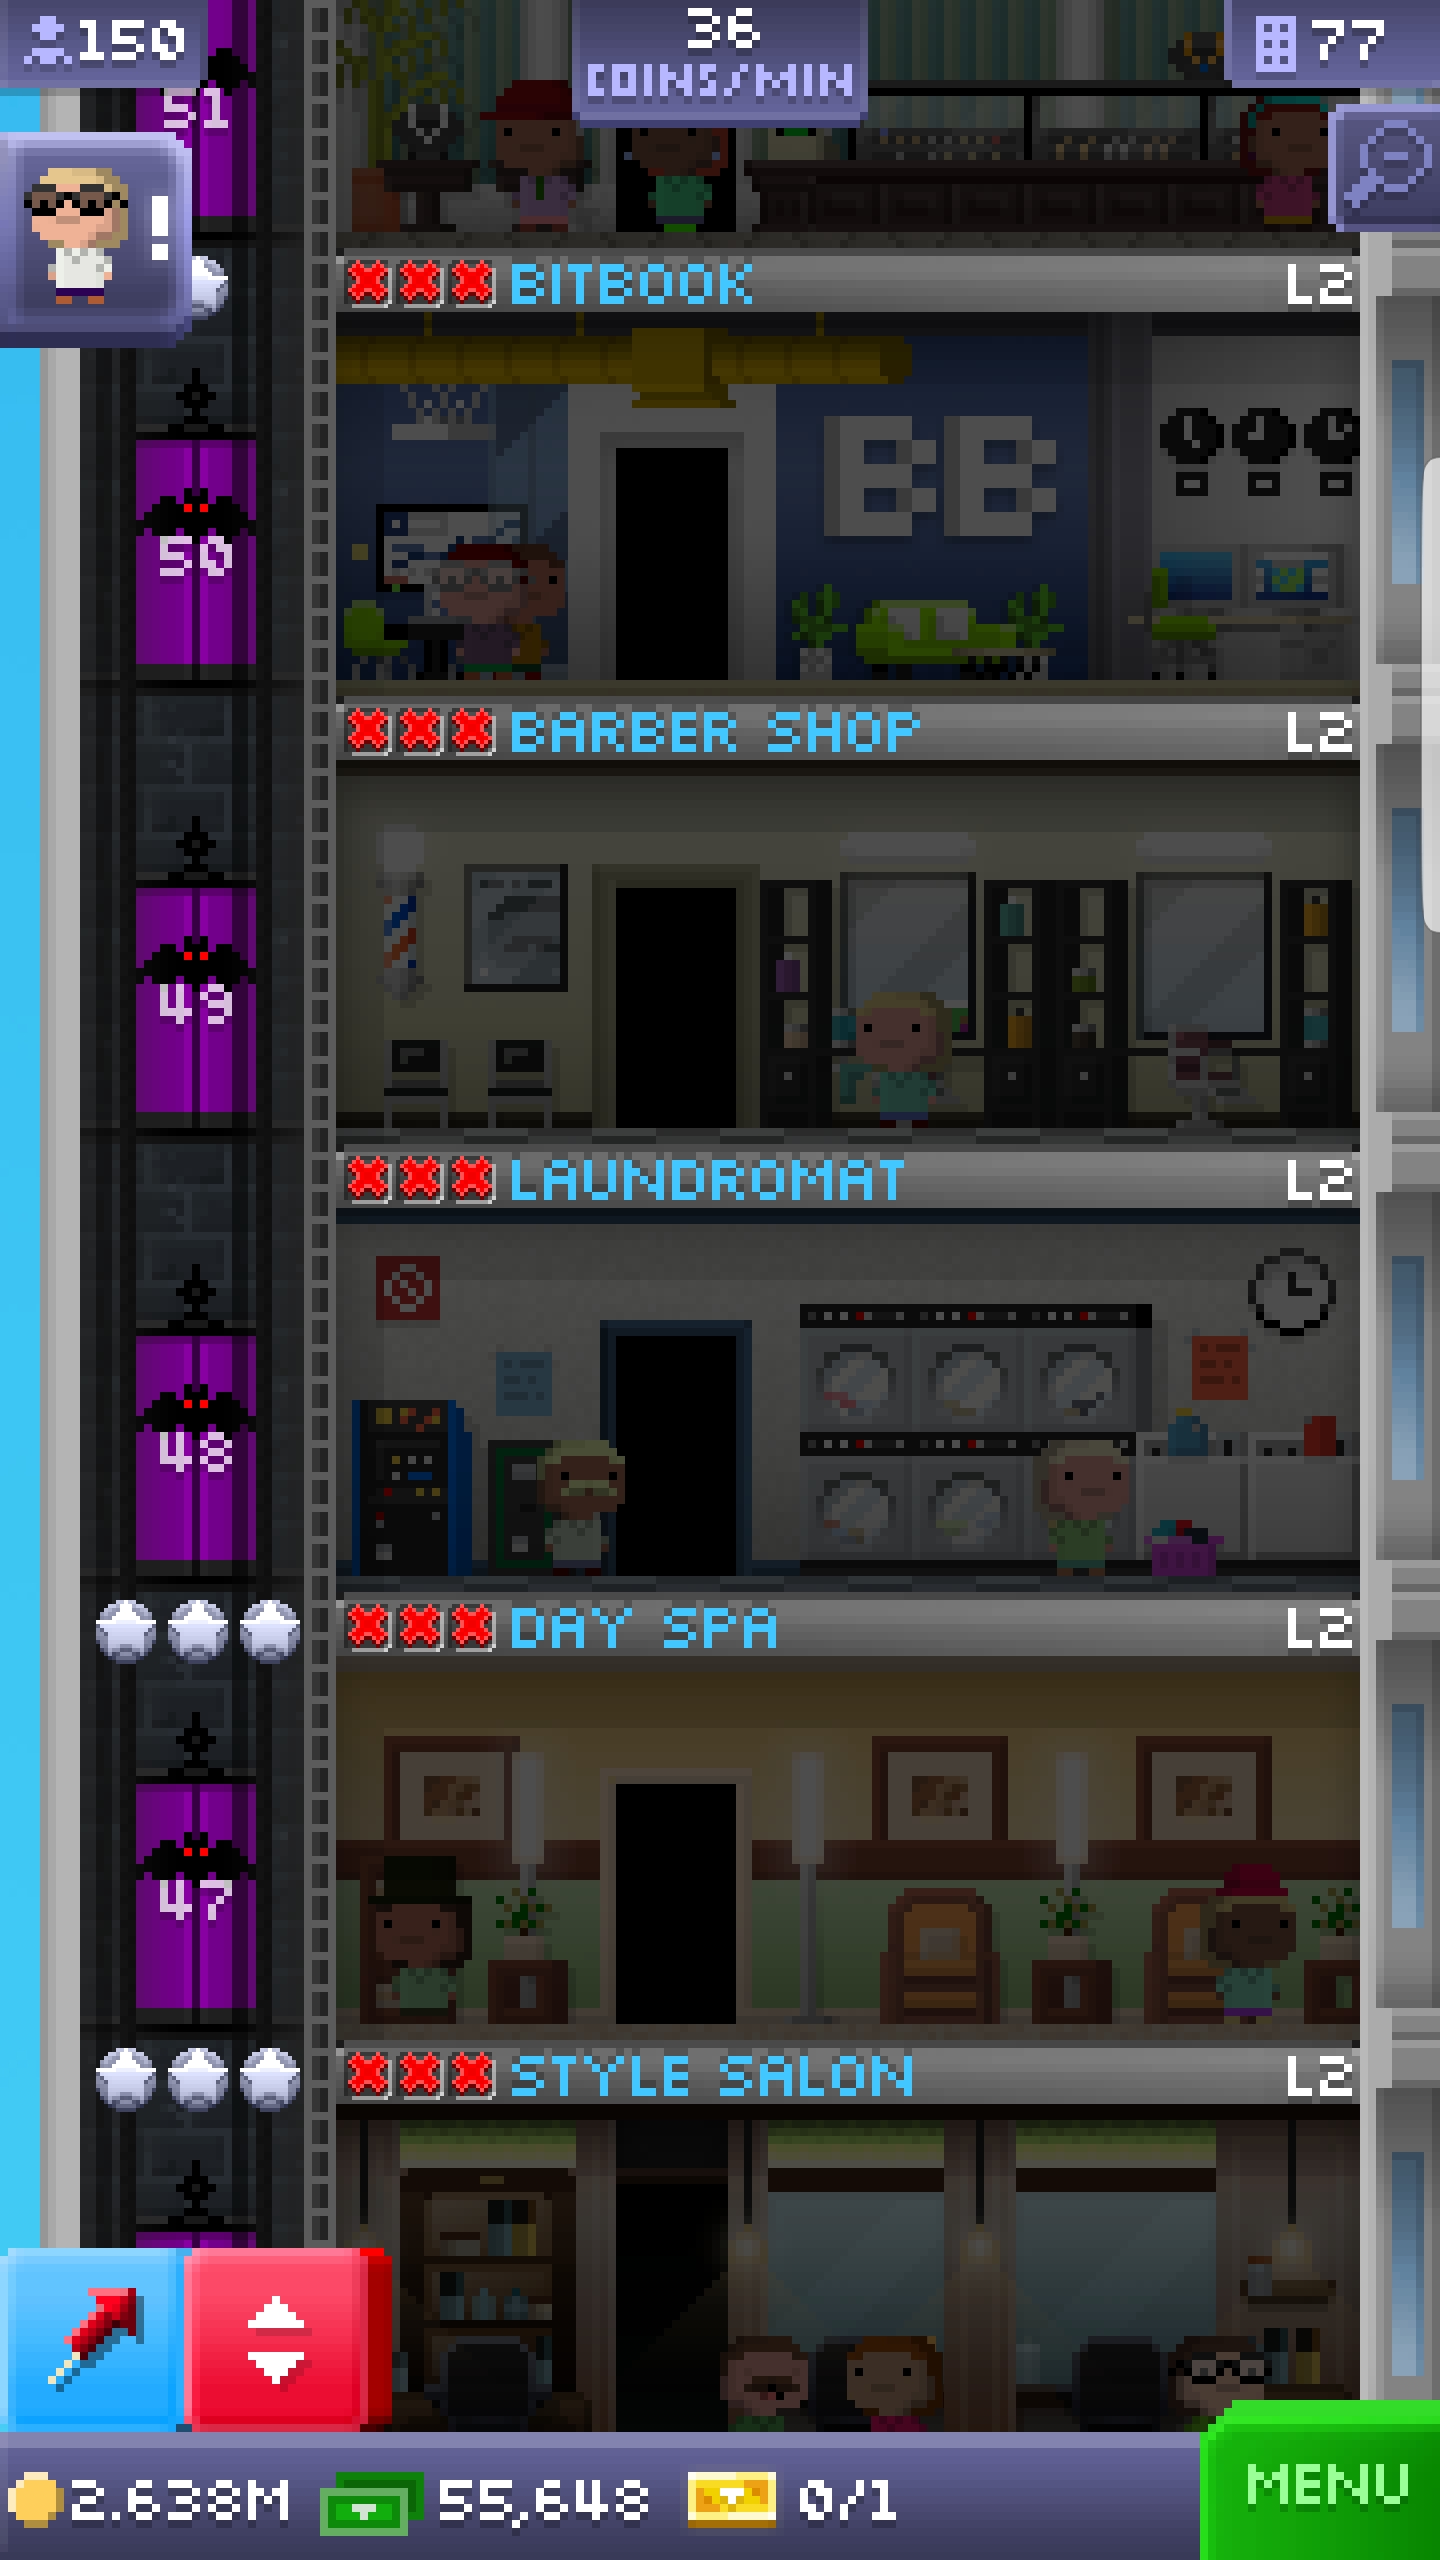 150
36
COINS/MIN
77
51
!
BITBOOK L2
BB
50
BARBER SHOP L2
49
LAUNDROMAT L2
48
DAY SPA L2
47
STYLE SALON L2
2.638M 55,648 0/1
MENU